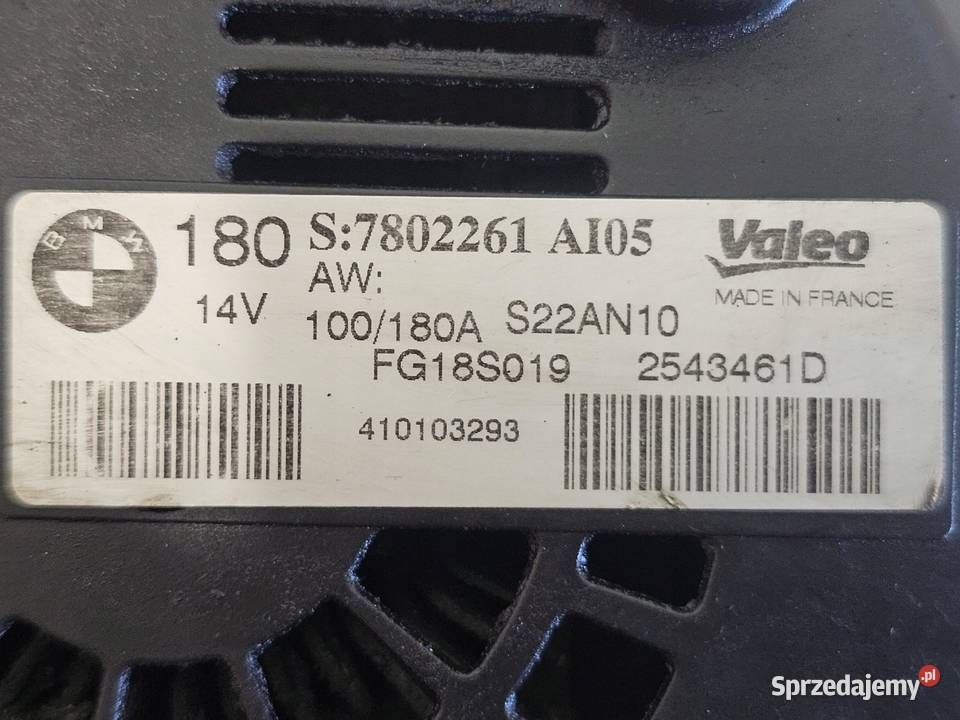 BMW
180 S:7802261 AI05 Valeo
AW:
MADE IN FRANCE
14V 100/180A S22AN10
FG18S019 2543461D
410103293
Sprzedajemy.pl